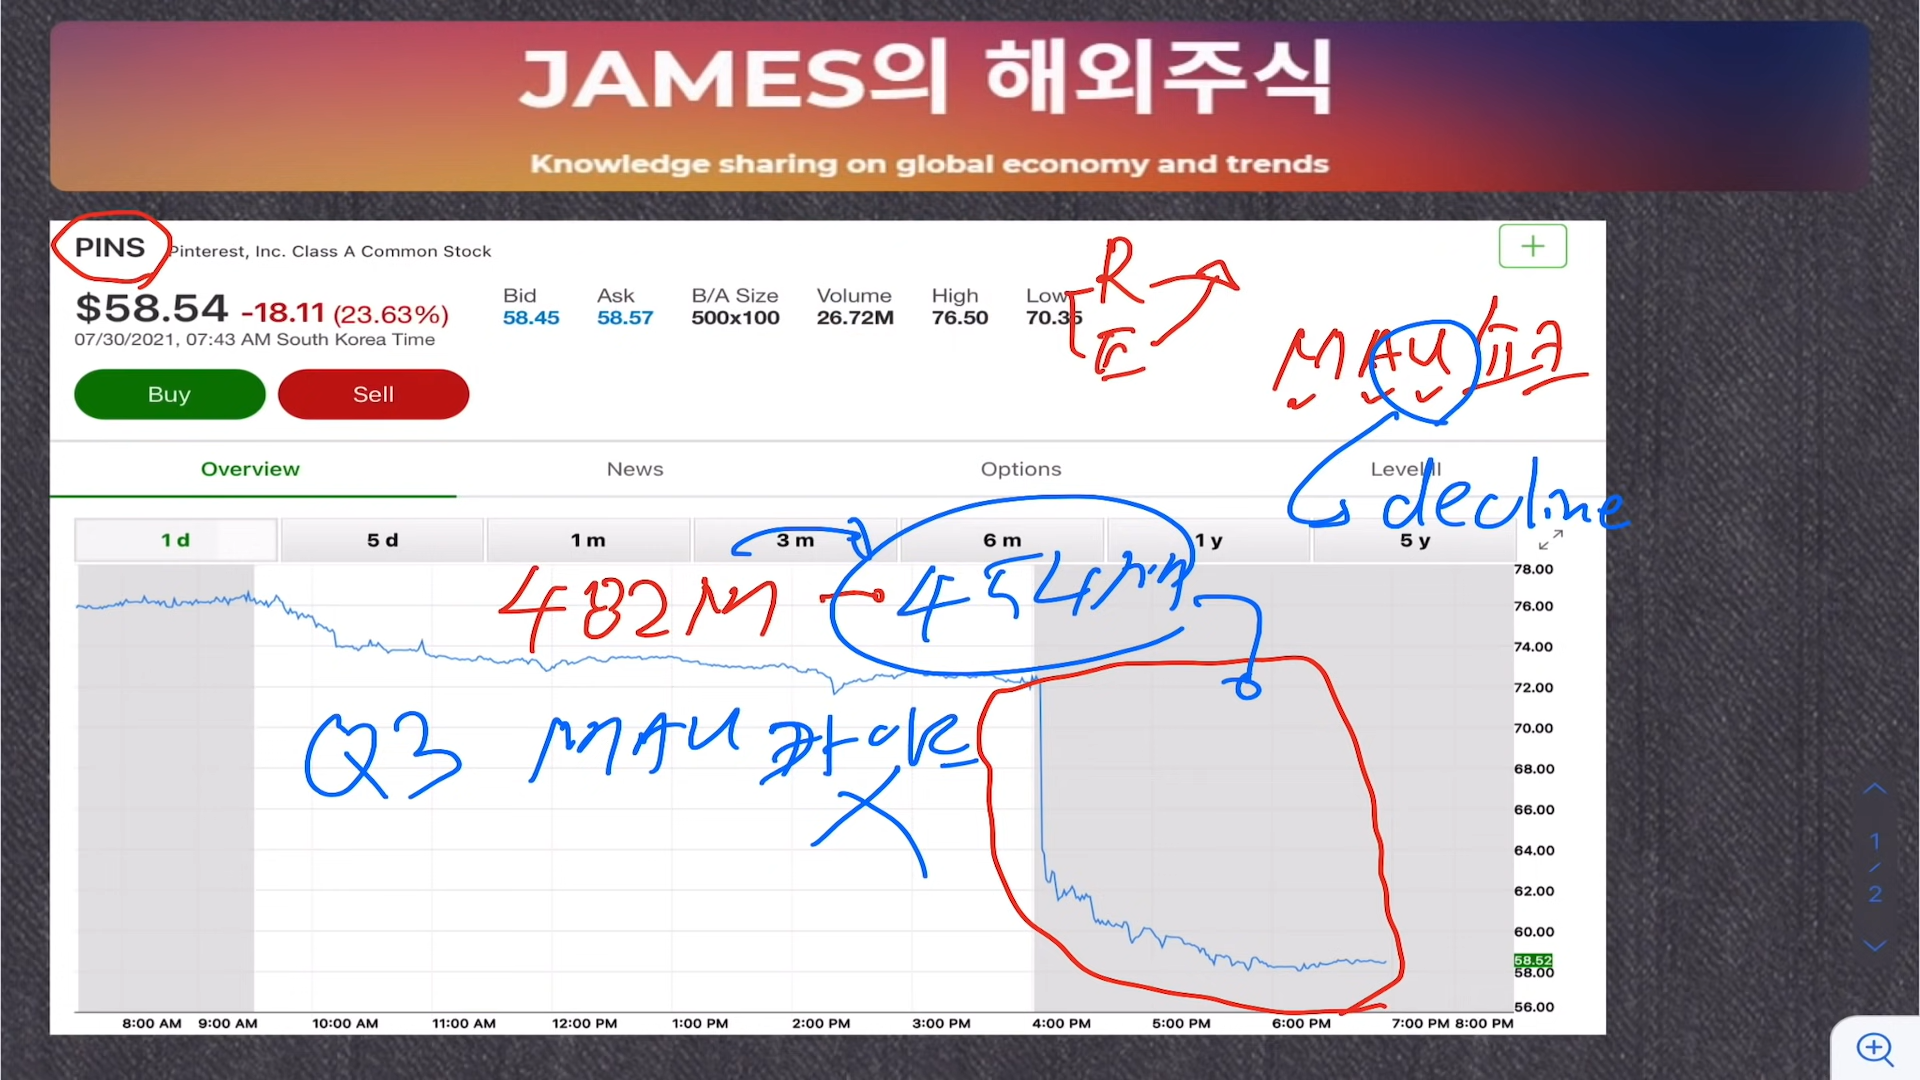 JAMES의 해외주식
Knowledge sharing on global economy and trends
PINS Pinterest, Inc. Class A Common Stock
$58.54 -18.11 (23.63%)
07/30/2021, 07:43 AM South Korea Time
Bid Ask B/A Size Volume High Low
58.45 58.57 500x100 26.72M 76.50 70.35
R
E
MAU
Buy Sell
Overview News Options Level II
decline
1 d 5 d 1 m 3 m 6 m 1 y 5 y
482M 454
Q3 MAU
X
78.00
76.00
74.00
72.00
70.00
68.00
66.00
64.00
62.00
60.00
58.52
58.00
56.00
8:00 AM 9:00 AM 10:00 AM 11:00 AM 12:00 PM 1:00 PM 2:00 PM 3:00 PM 4:00 PM 5:00 PM 6:00 PM 7:00 PM 8:00 PM
1
/
2